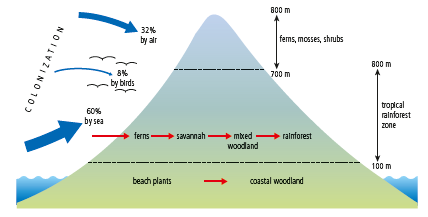 COLONIZATION
32%
by air
8%
by birds
60%
by sea
800 m
ferns, mosses, shrubs
700 m
800 m
tropical
rainforest
zone
100 m
ferns
savannah
mixed
woodland
rainforest
beach plants
coastal woodland